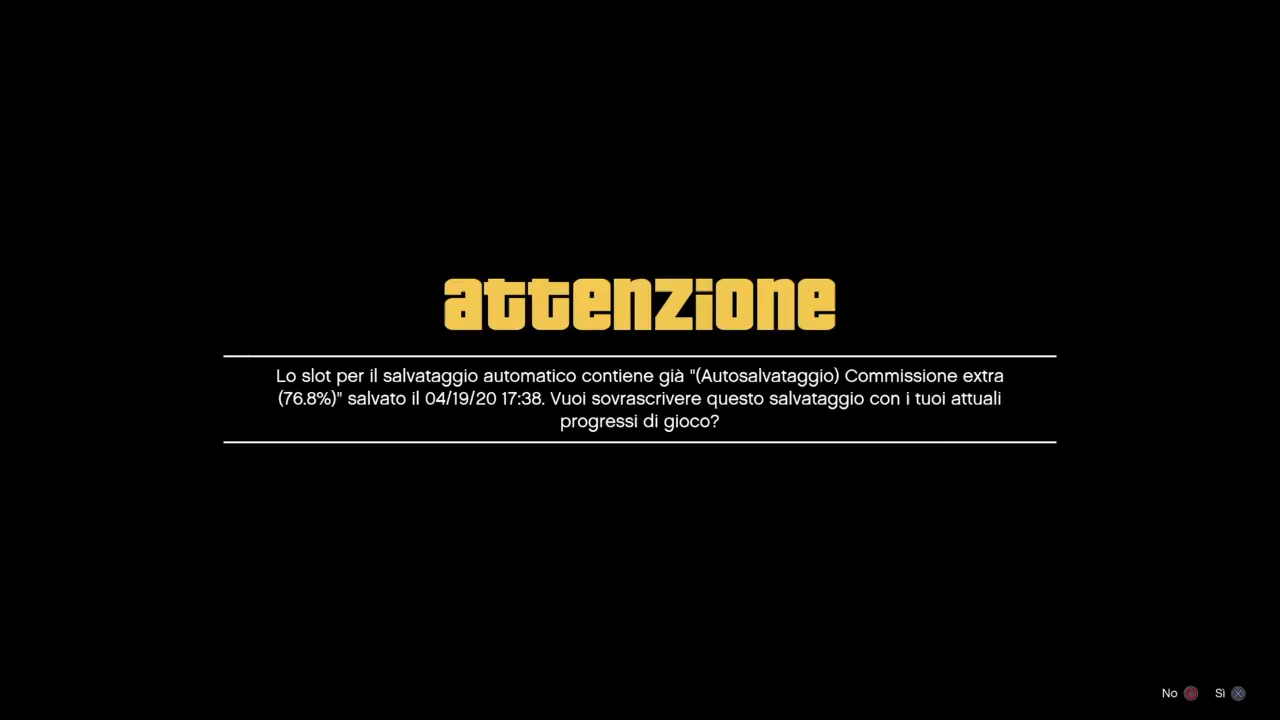 attenzione
Lo slot per il salvataggio automatico contiene già "(Autosalvataggio) Commissione extra
(76.8%)" salvato il 04/19/20 17:38. Vuoi sovrascrivere questo salvataggio con i tuoi attuali
progressi di gioco?
No Sì